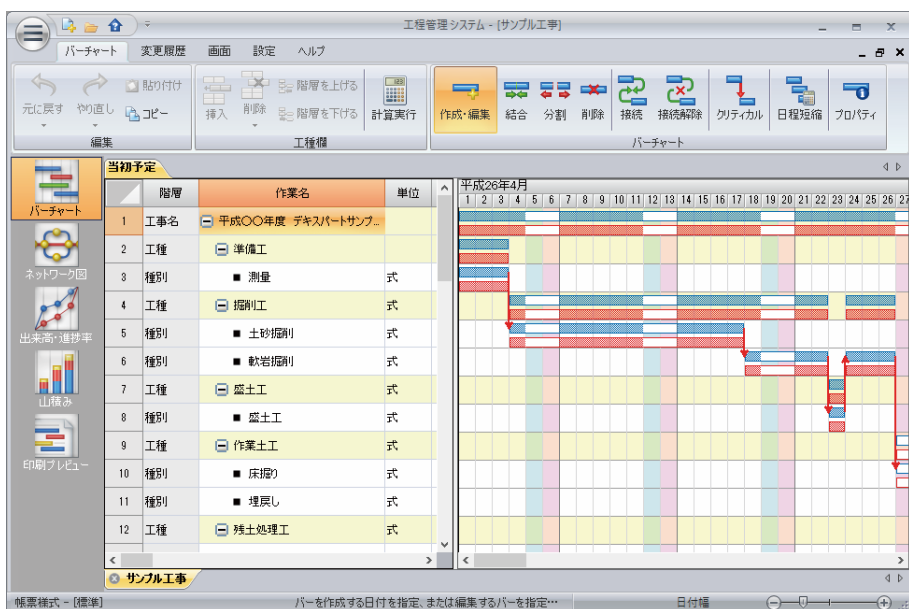 工程管理システム - [サンプル工事]
バーチャート 変更履歴 画面 設定 ヘルプ
元に戻す やり直し 貼り付け コピー
挿入 削除 階層を上げる 階層を下げる 計算実行
作成・編集 結合 分割 削除 接続 接続解除 クリティカル 日程短縮 プロパティ
編集 工種欄 バーチャート
バーチャート
ネットワーク図
出来高・進捗率
山積み
印刷プレビュー
当初予定
階層 作業名 単位 平成26年4月
1 2 3 4 5 6 7 8 9 10 11 12 13 14 15 16 17 18 19 20 21 22 23 24 25 26 27
1 工事名 平成〇〇年度 デキスパートサンプ...
2 工種 準備工
3 種別 測量 式
4 工種 掘削工 式
5 種別 土砂掘削 式
6 種別 軟岩掘削 式
7 工種 盛土工 式
8 種別 盛土工 式
9 工種 作業土工 式
10 種別 床掘り 式
11 種別 埋戻し 式
12 工種 残土処理工 式
サンプル工事
帳票様式 - [標準] バーを作成する日付を指定、または編集するバーを指定… 日付幅